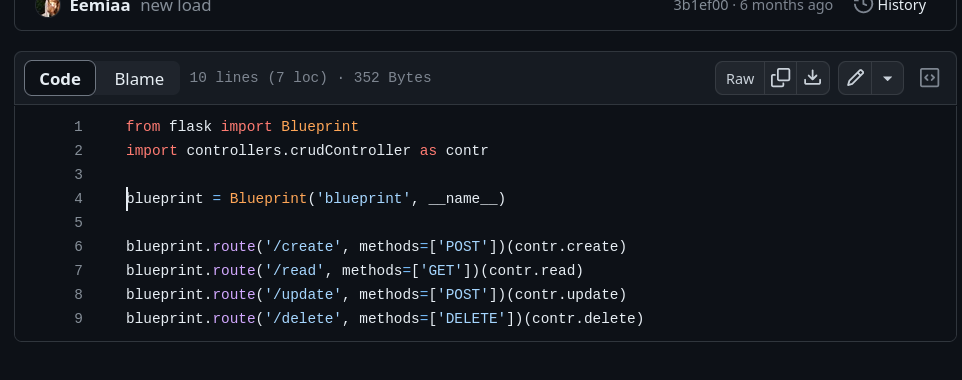 Eemiaa new load 3b1ef00 · 6 months ago History
Code Blame 10 lines (7 loc) · 352 Bytes Raw
1 from flask import Blueprint
2 import controllers.crudController as contr
3
4 blueprint = Blueprint('blueprint', __name__)
5
6 blueprint.route('/create', methods=['POST'])(contr.create)
7 blueprint.route('/read', methods=['GET'])(contr.read)
8 blueprint.route('/update', methods=['POST'])(contr.update)
9 blueprint.route('/delete', methods=['DELETE'])(contr.delete)